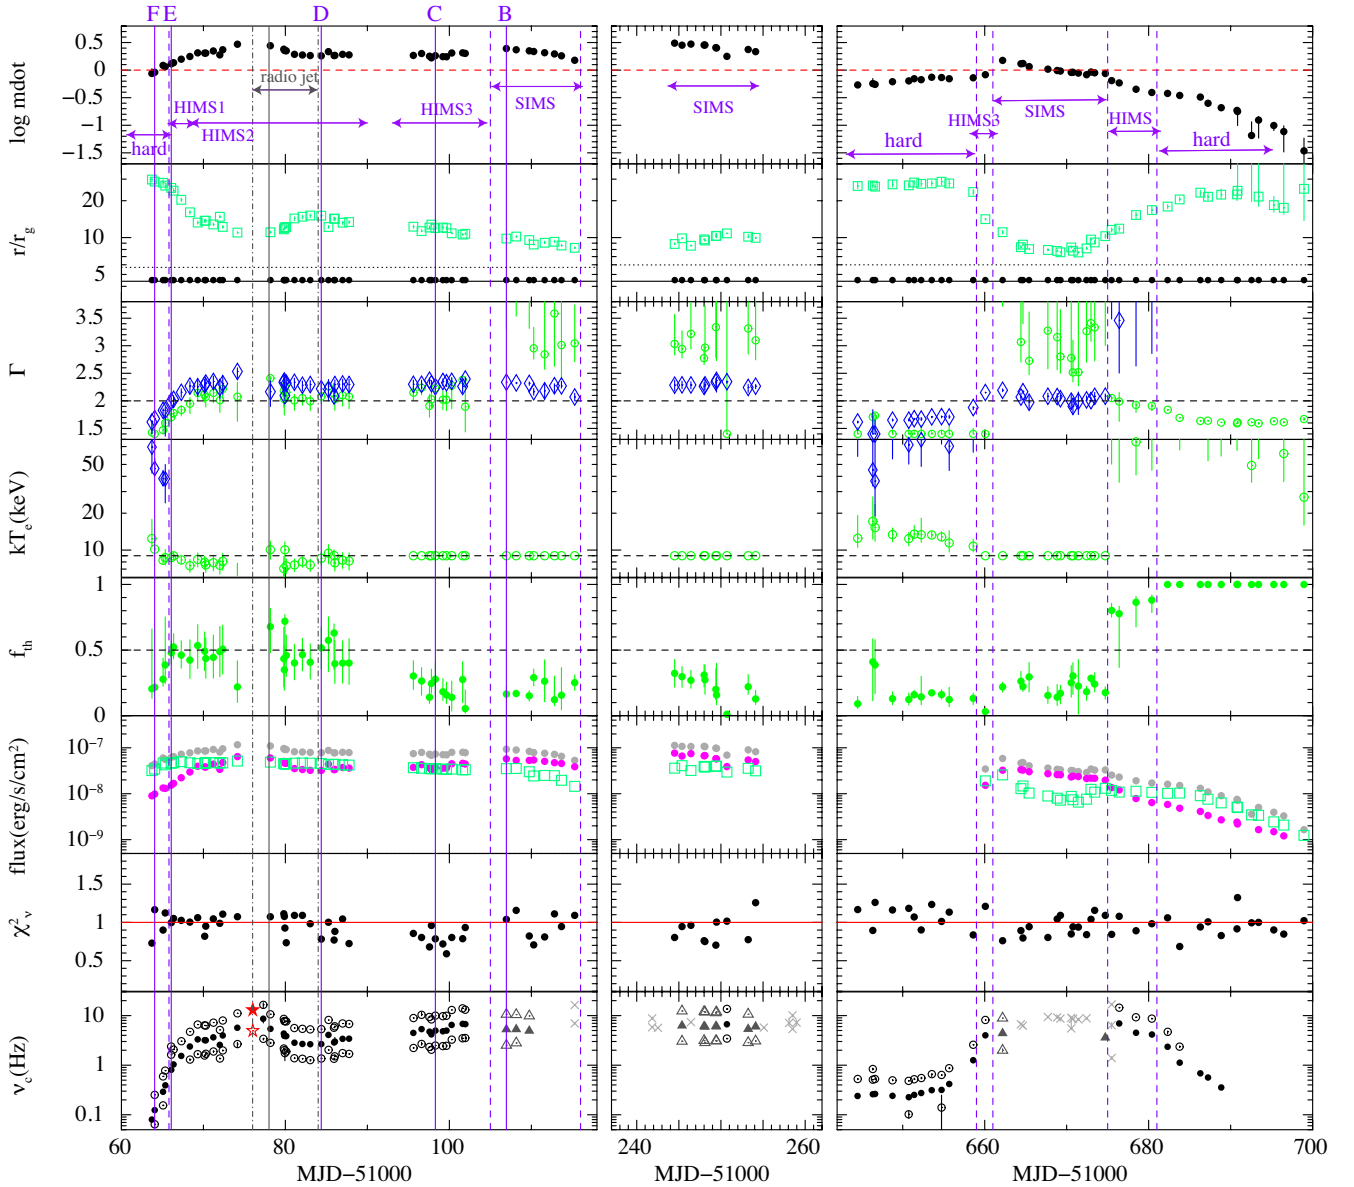 F E D C B
log mdot
0.5
0
−0.5
−1
−1.5
radio jet
HIMS1
HIMS2
hard
HIMS3
SIMS
SIMS
HIMS3
SIMS
HIMS
hard
hard
r/r_g
20
10
5
Γ
3.5
3
2.5
2
1.5
kT_e(keV)
50
20
10
f_th
1
0.5
0
flux(erg/s/cm²)
10⁻⁷
10⁻⁸
10⁻⁹
χ²_ν
1.5
1
0.5
ν_c(Hz)
10
1
0.1
60 80 100 240 260 660 680 700
MJD−51000 MJD−51000 MJD−51000